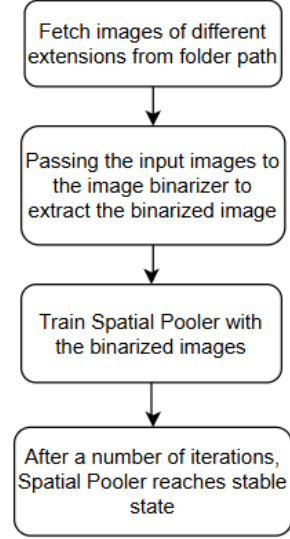 Fetch images of different
extensions from folder path
Passing the input images to
the image binarizer to
extract the binarized image
Train Spatial Pooler with
the binarized images
After a number of iterations,
Spatial Pooler reaches stable
state